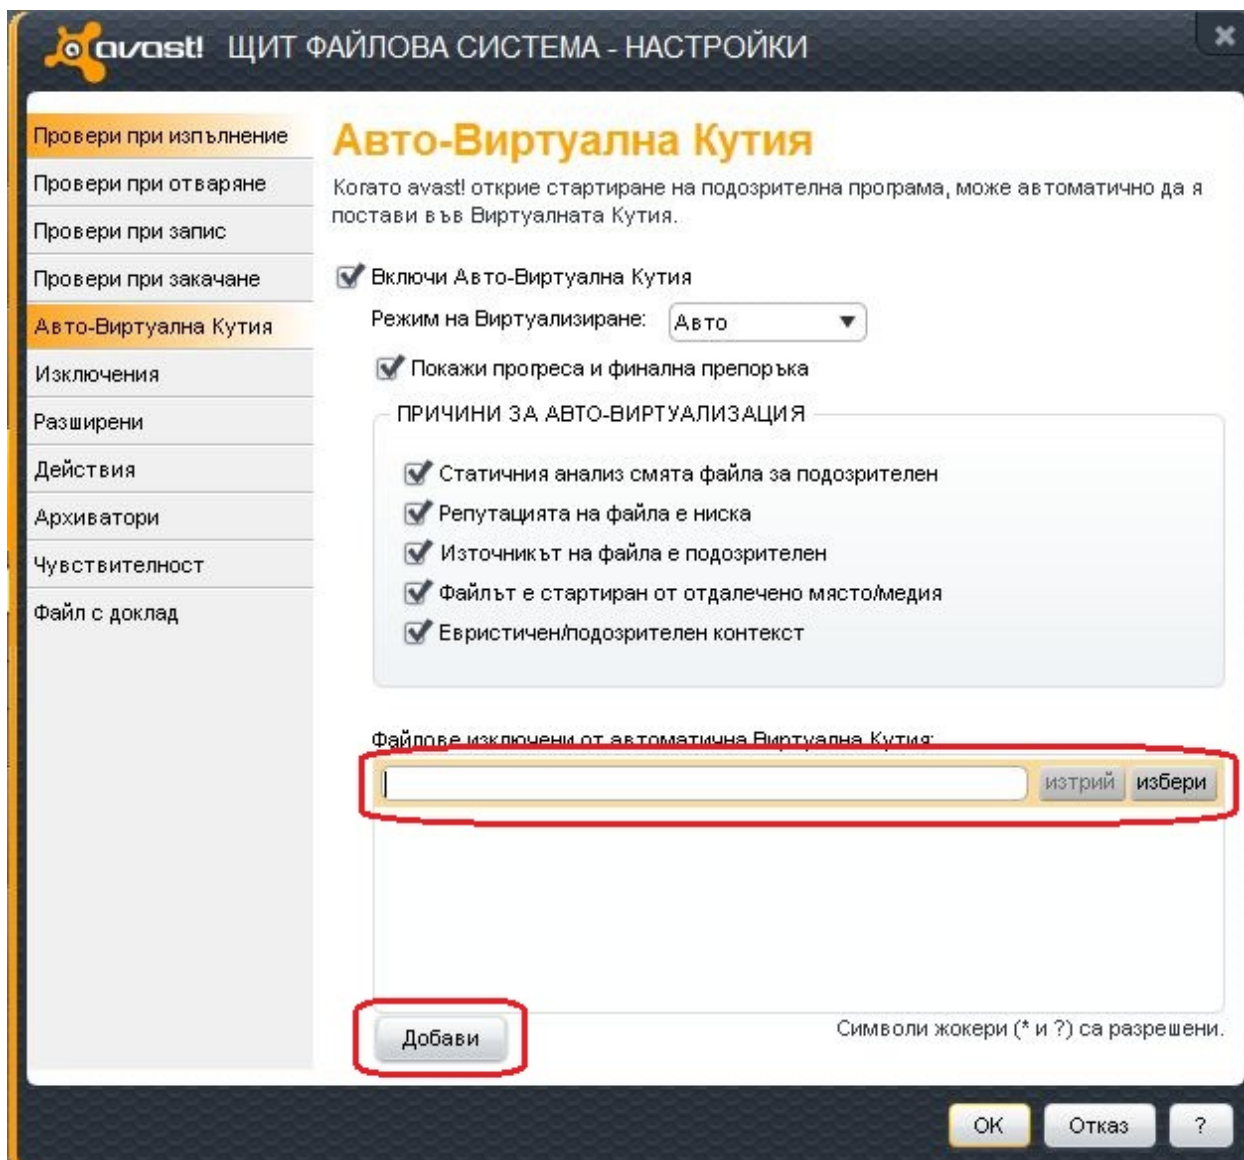 avast! ЩИТ ФАЙЛОВА СИСТЕМА - НАСТРОЙКИ
Провери при изпълнение
Провери при отваряне
Провери при запис
Провери при закачане
Авто-Виртуална Кутия
Изключения
Разширени
Действия
Архиватори
Чувствителност
Файл с доклад
Авто-Виртуална Кутия
Когато avast! открие стартиране на подозрителна програма, може автоматично да я
постави във Виртуалната Кутия.
Включи Авто-Виртуална Кутия
Режим на Виртуализиране: Авто
Покажи прогреса и финална препоръка
ПРИЧИНИ ЗА АВТО-ВИРТУАЛИЗАЦИЯ
Статичния анализ смята файла за подозрителен
Репутацията на файла е ниска
Източникът на файла е подозрителен
Файлът е стартиран от отдалечено място/медия
Евристичен/подозрителен контекст
Файлове изключени от автоматична Виртуална Кутия:
изтрий избери
Добави
Символи жокери (* и ?) са разрешени.
OK Отказ ?